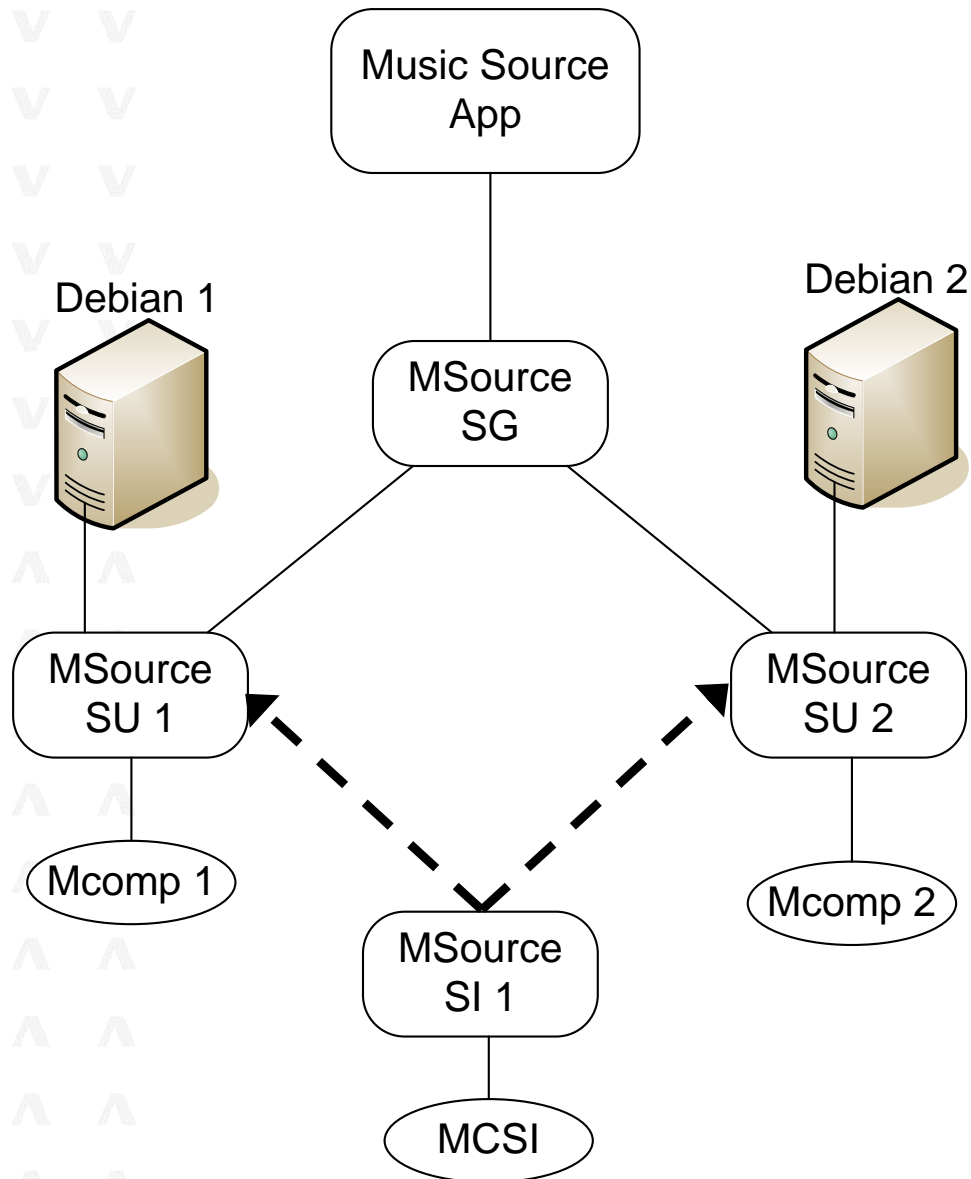 Music Source
App
Debian 1
Debian 2
MSource
SG
MSource
SU 1
MSource
SU 2
Mcomp 1
Mcomp 2
MSource
SI 1
MCSI